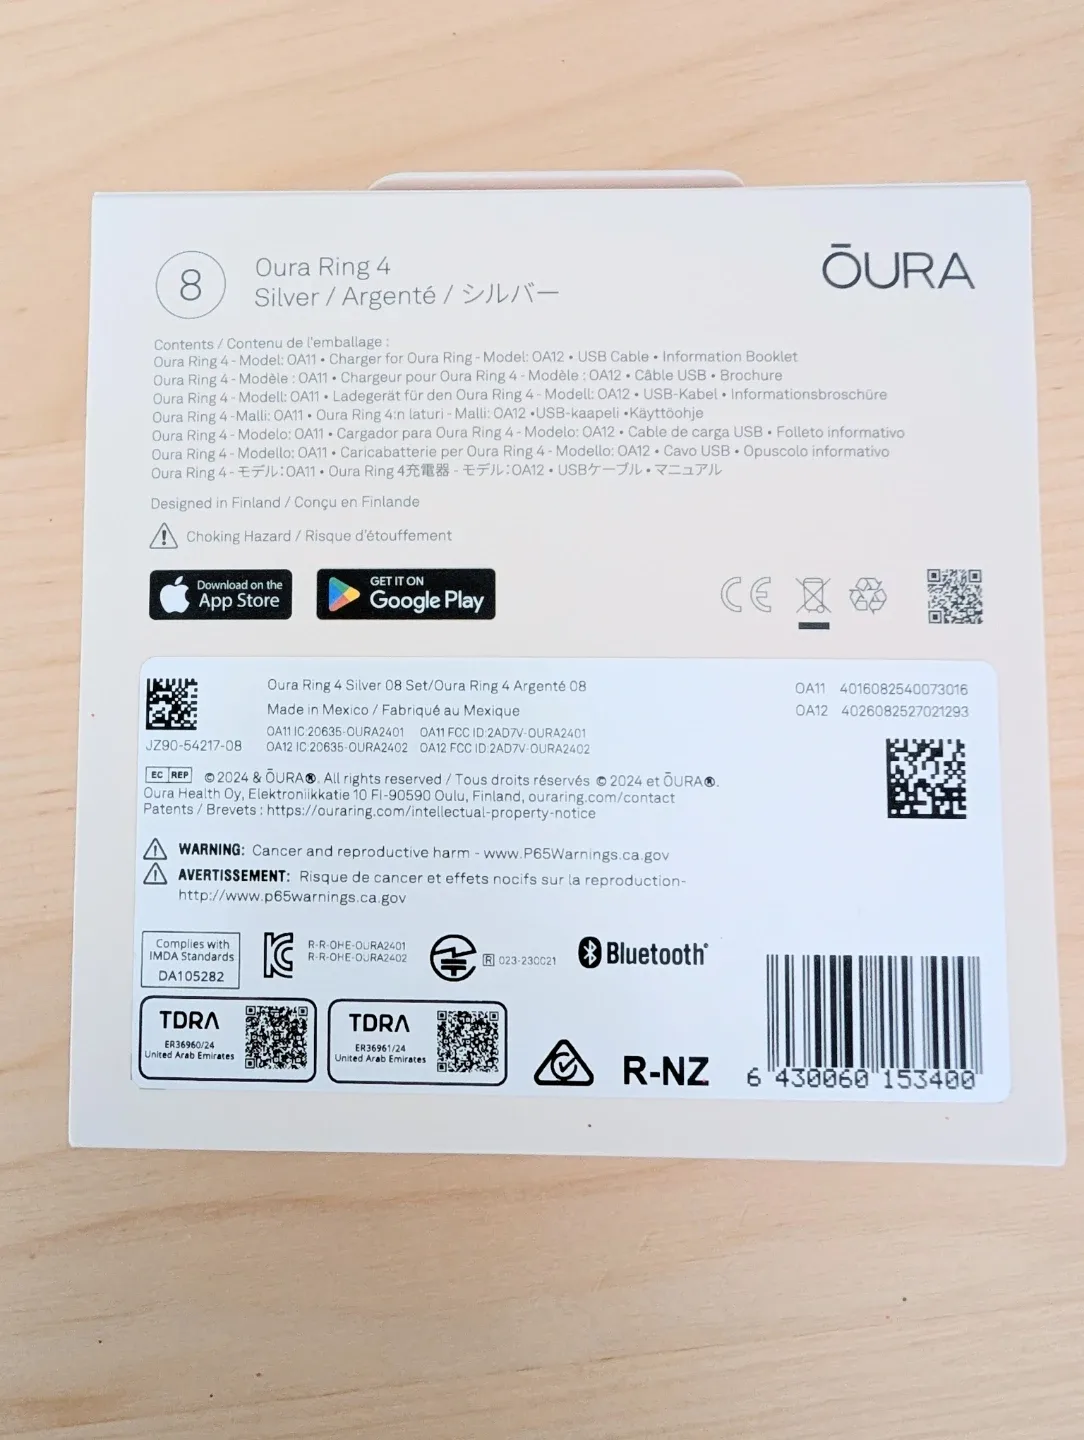 8
Oura Ring 4
Silver / Argenté / シルバー
ŌURA
Contents / Contenu de l'emballage :
Oura Ring 4 - Model: OA11 • Charger for Oura Ring - Model: OA12 • USB Cable • Information Booklet
Oura Ring 4 - Modèle : OA11 • Chargeur pour Oura Ring 4 - Modèle : OA12 • Câble USB • Brochure
Oura Ring 4 - Modell: OA11 • Ladegerät für den Oura Ring 4 - Modell: OA12 • USB-Kabel • Informationsbroschüre
Oura Ring 4 -Malli: OA11 • Oura Ring 4:n laturi - Malli: OA12 •USB-kaapeli •Käyttöohje
Oura Ring 4 - Modelo: OA11 • Cargador para Oura Ring 4 - Modelo: OA12 • Cable de carga USB • Folleto informativo
Oura Ring 4 - Modello: OA11 • Caricabatterie per Oura Ring 4 - Modello: OA12 • Cavo USB • Opuscolo informativo
Oura Ring 4 - モデル：OA11 • Oura Ring 4充電器 - モデル：OA12 • USBケーブル • マニュアル
Designed in Finland / Conçu en Finlande
Choking Hazard / Risque d'étouffement
Download on the
App Store
GET IT ON
Google Play
CE
Oura Ring 4 Silver 08 Set/Oura Ring 4 Argenté 08
Made in Mexico / Fabriqué au Mexique
OA11 IC:20635-OURA2401 OA11 FCC ID:2AD7V-OURA2401
OA12 IC:20635-OURA2402 OA12 FCC ID:2AD7V-OURA2402
JZ90-54217-08
OA11 4016082540073016
OA12 4026082527021293
EC REP © 2024 & ŌURA®. All rights reserved / Tous droits réservés © 2024 et ŌURA®.
Oura Health Oy, Elektroniikkatie 10 FI-90590 Oulu, Finland, ouraring.com/contact
Patents / Brevets : https://ouraring.com/intellectual-property-notice
WARNING: Cancer and reproductive harm - www.P65Warnings.ca.gov
AVERTISSEMENT: Risque de cancer et effets nocifs sur la reproduction-
http://www.p65warnings.ca.gov
Complies with
IMDA Standards
DA105282
R-R-OHE-OURA2401
R-R-OHE-OURA2402
R 023-230021
Bluetooth®
TDRA
ER36960/24
United Arab Emirates
TDRA
ER36961/24
United Arab Emirates
R-NZ
6 430060 153400